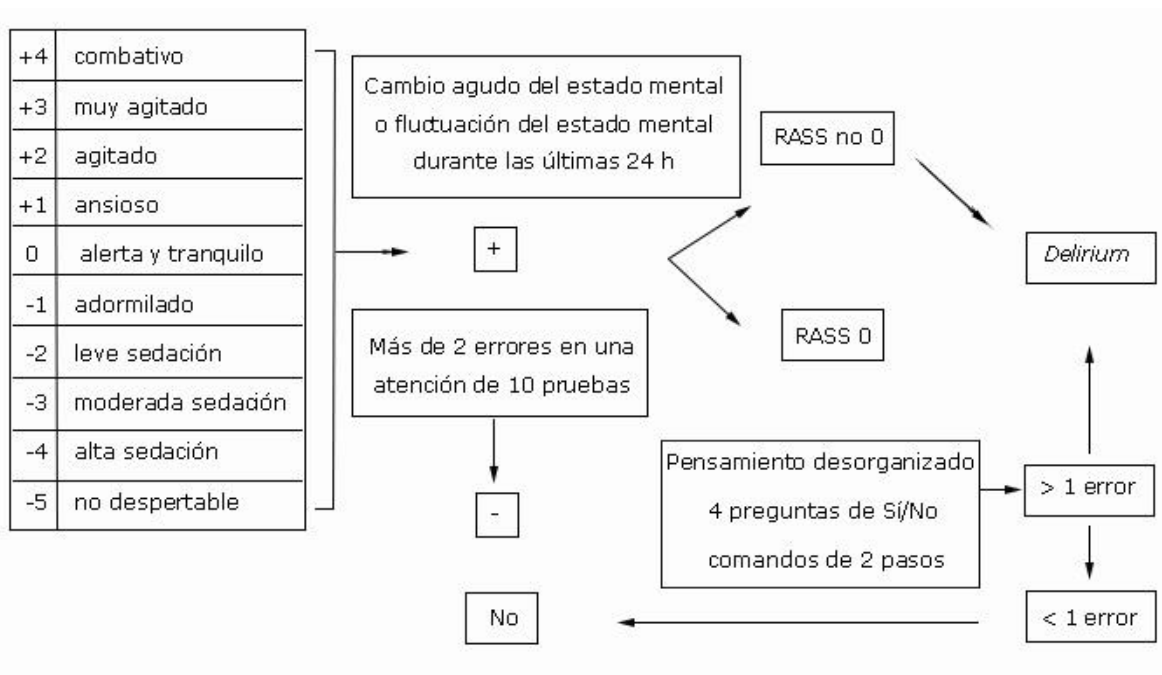 +4 combativo
+3 muy agitado
+2 agitado
+1 ansioso
0 alerta y tranquilo
-1 adormilado
-2 leve sedación
-3 moderada sedación
-4 alta sedación
-5 no despertable
Cambio agudo del estado mental
o fluctuación del estado mental
durante las últimas 24 h
+
Más de 2 errores en una
atención de 10 pruebas
-
No
RASS no 0
RASS 0
Delirium
Pensamiento desorganizado
4 preguntas de Sí/No
comandos de 2 pasos
> 1 error
< 1 error